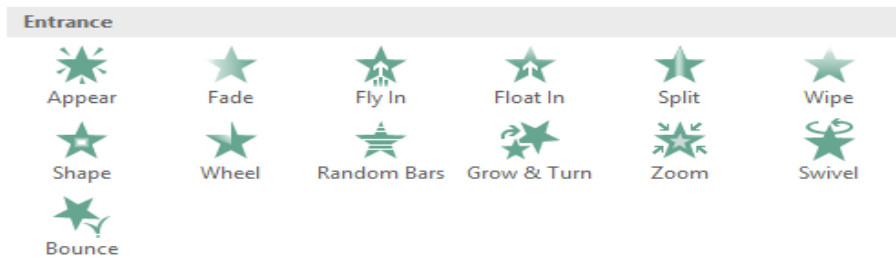 Entrance
Appear Fade Fly In Float In Split Wipe
Shape Wheel Random Bars Grow & Turn Zoom Swivel
Bounce